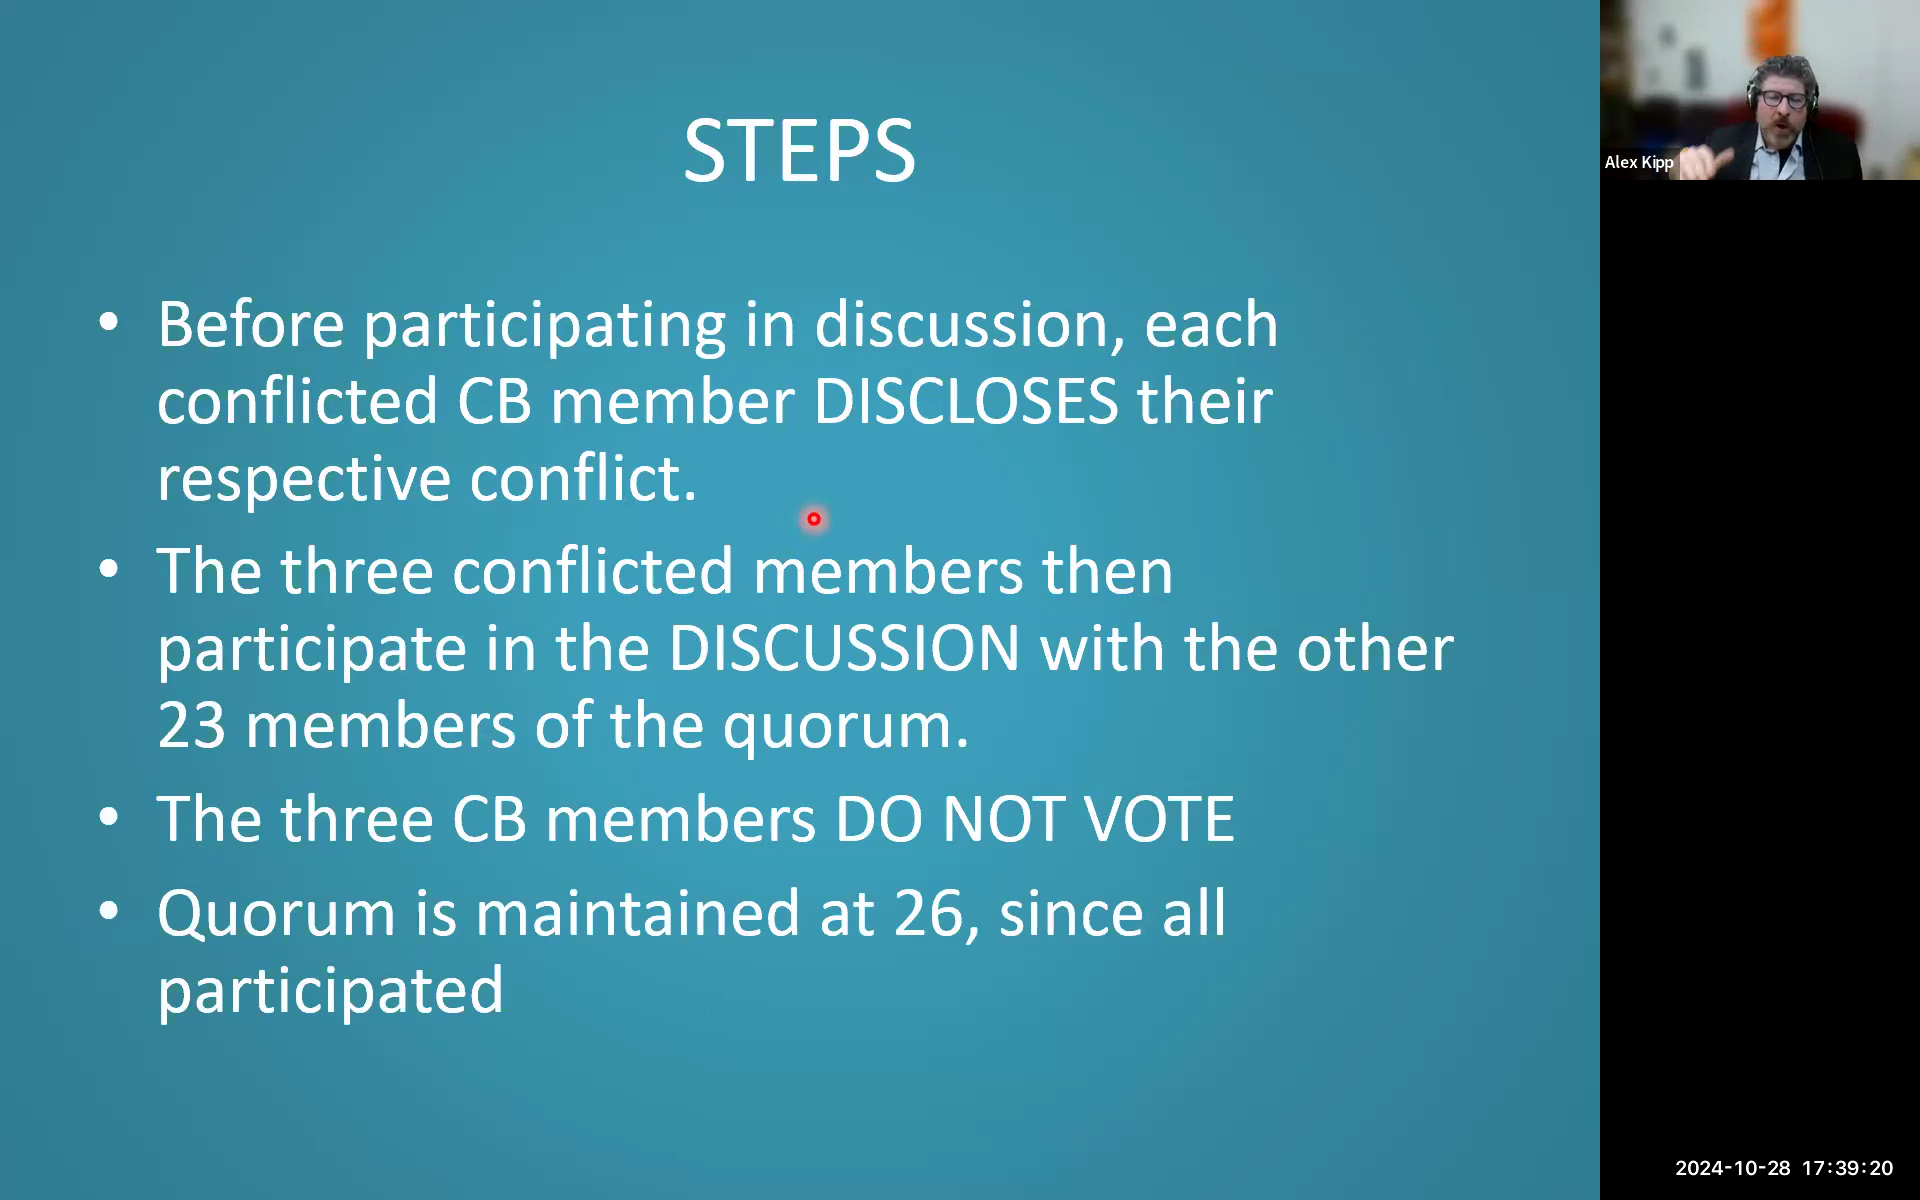 STEPS
• Before participating in discussion, each
conflicted CB member DISCLOSES their
respective conflict.
• The three conflicted members then
participate in the DISCUSSION with the other
23 members of the quorum.
• The three CB members DO NOT VOTE
• Quorum is maintained at 26, since all
participated
Alex Kipp
2024-10-28 17:39:20